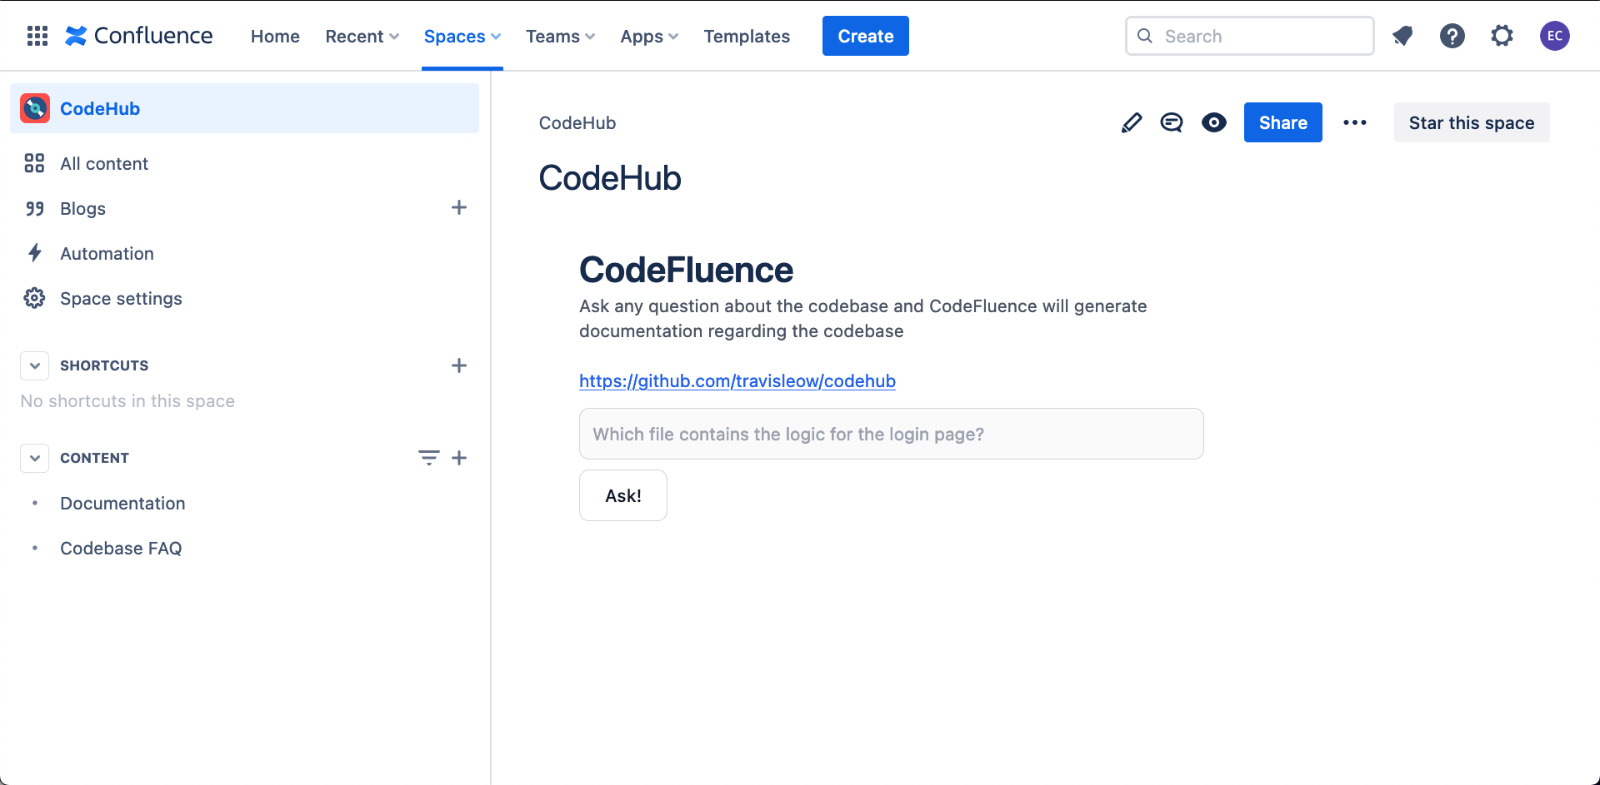 Confluence
Home
Recent
Spaces
Teams
Apps
Templates
Create
Search
EC
CodeHub
All content
Blogs
Automation
Space settings
SHORTCUTS
No shortcuts in this space
CONTENT
Documentation
Codebase FAQ
CodeHub
Share
Star this space
CodeHub
CodeFluence
Ask any question about the codebase and CodeFluence will generate
documentation regarding the codebase
https://github.com/travisleow/codehub
Which file contains the logic for the login page?
Ask!